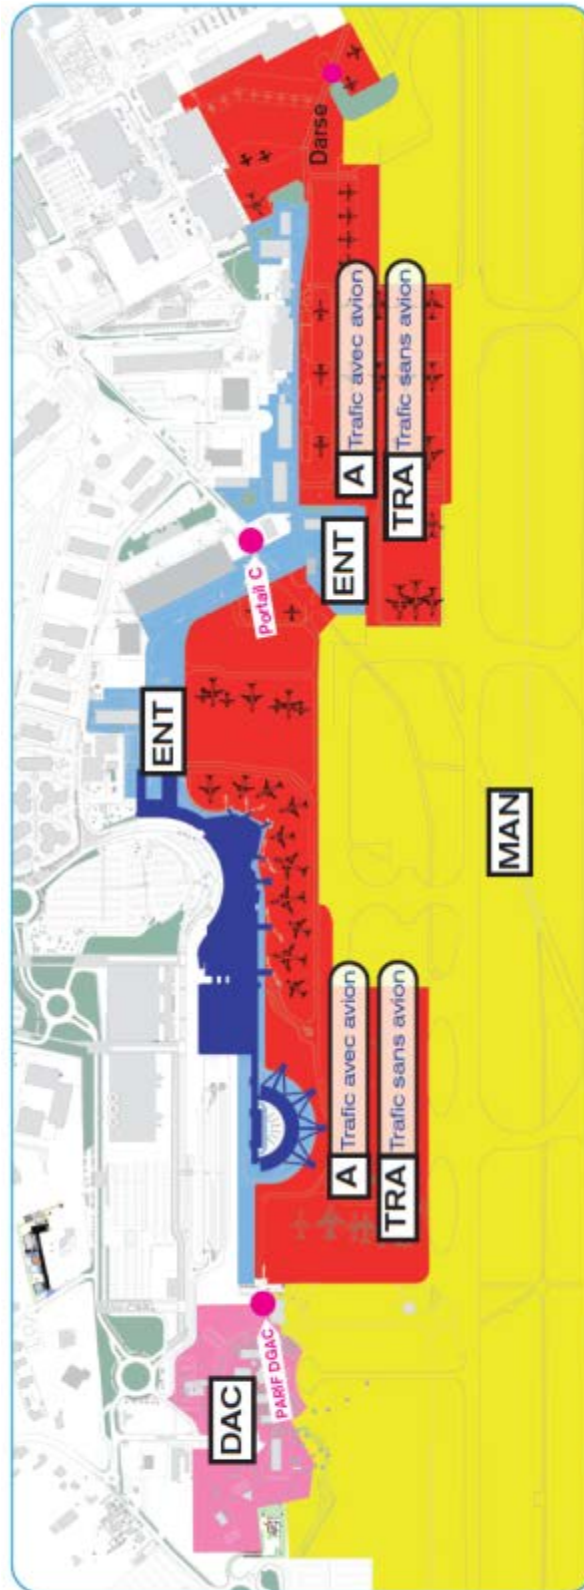 DAC
PARIF DGAC
A Trafic avec avion
TRA Trafic sans avion
ENT
MAN
Portail C
ENT
A Trafic avec avion
TRA Trafic sans avion
Darse